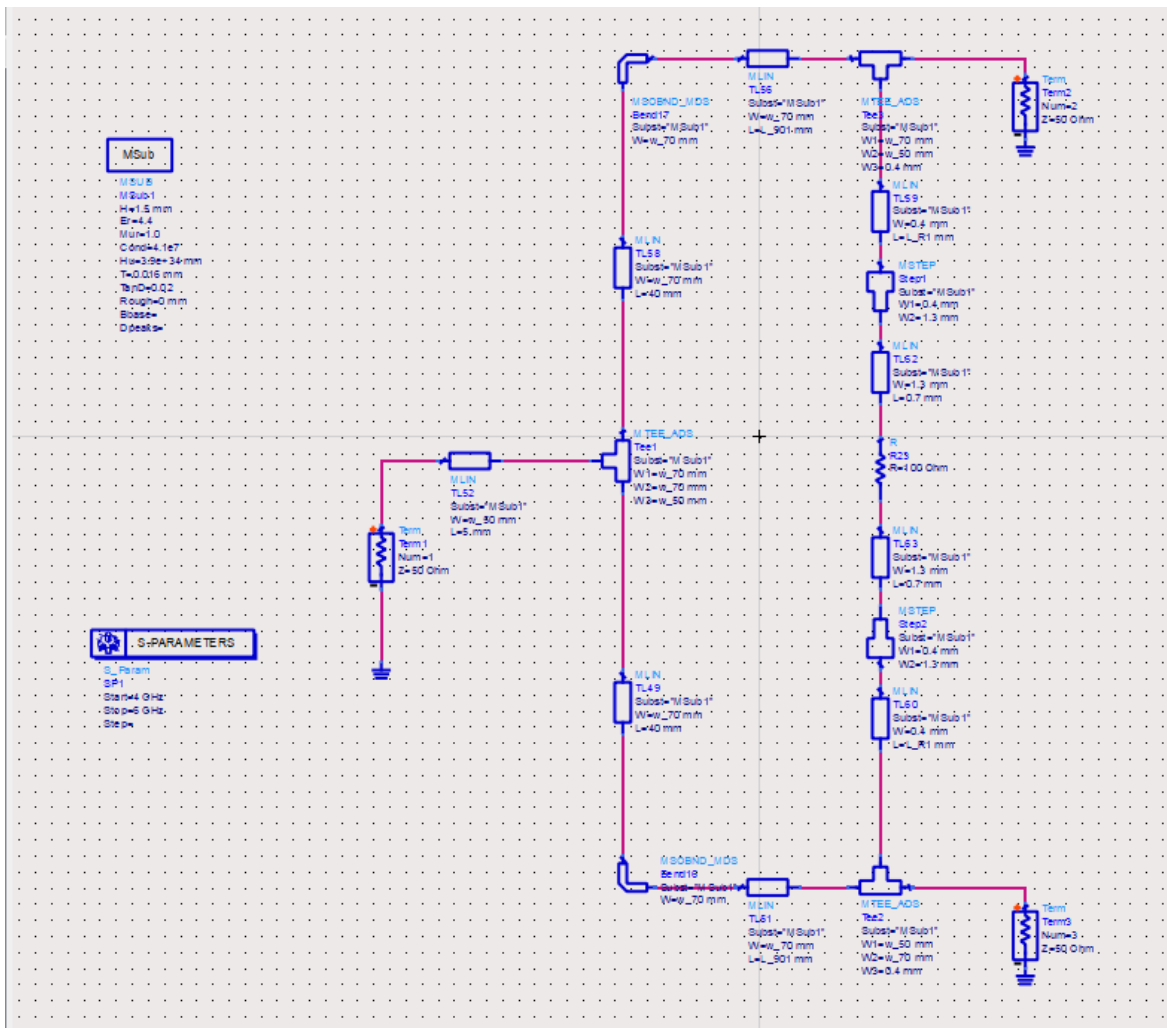 MSub
MSUB
MSub1
H=1.5 mm
Er=4.4
Mur=1.0
Cond=4.1e7
Hu=3.9e+34 mm
T=0.016 mm
TanD=0.02
Rough=0 mm
Bbase=
Dpeaks=
MSOBND_MDS
Bend17
Subst="MSub1"
W=w_70 mm
MLIN
TL56
Subst="MSub1"
W=w_70 mm
L=L_901 mm
MTEE_ADS
Subst="MSub1"
W1=w_70 mm
W2=w_50 mm
W3=0.4 mm
Term
Term2
Num=2
Z=50 Ohm
MLIN
TL59
Subst="MSub1"
W=0.4 mm
L=L_R1 mm
MLIN
TL58
Subst="MSub1"
W=w_70 mm
L=40 mm
MSTEP
Step1
Subst="MSub1"
W1=0.4 mm
W2=1.3 mm
MLIN
TL62
Subst="MSub1"
W=1.3 mm
L=0.7 mm
MTEE_ADS
Tee1
Subst="MSub1"
W1=w_70 mm
W2=w_70 mm
W3=w_50 mm
R
R25
R=100 Ohm
MLIN
TL52
Subst="MSub1"
W=w_50 mm
L=5 mm
Term
Term1
Num=1
Z=50 Ohm
MLIN
TL63
Subst="MSub1"
W=1.3 mm
L=0.7 mm
MSTEP
Step2
Subst="MSub1"
W1=0.4 mm
W2=1.3 mm
S-PARAMETERS
S_Param
SP1
Start=4 GHz
Stop=6 GHz
Step=
MLIN
TL49
Subst="MSub1"
W=w_70 mm
L=40 mm
MLIN
TL60
Subst="MSub1"
W=0.4 mm
L=L_R1 mm
MSOBND_MDS
Subst="MSub1"
W=w_70 mm
MLIN
TL61
Subst="MSub1"
W=w_70 mm
L=L_901 mm
MTEE_ADS
Tee2
Subst="MSub1"
W1=w_50 mm
W2=w_70 mm
W3=0.4 mm
Term
Term3
Num=3
Z=50 Ohm